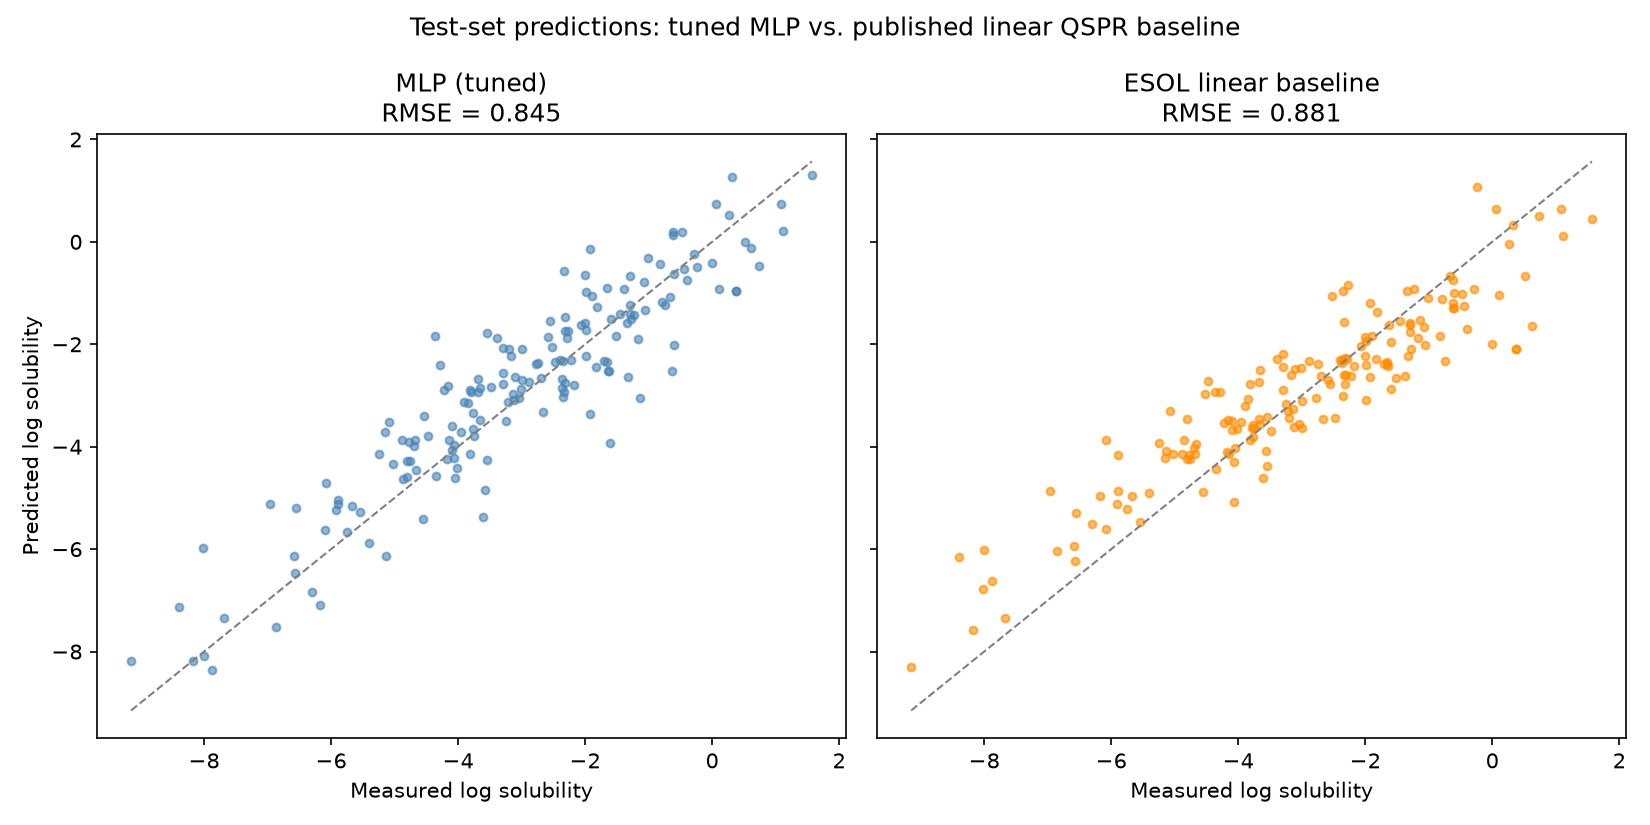 Test-set predictions: tuned MLP vs. published linear QSPR baseline
MLP (tuned)
RMSE = 0.845
ESOL linear baseline
RMSE = 0.881
2
0
−2
−4
−6
−8
Predicted log solubility
−8 −6 −4 −2 0 2
−8 −6 −4 −2 0 2
Measured log solubility
Measured log solubility